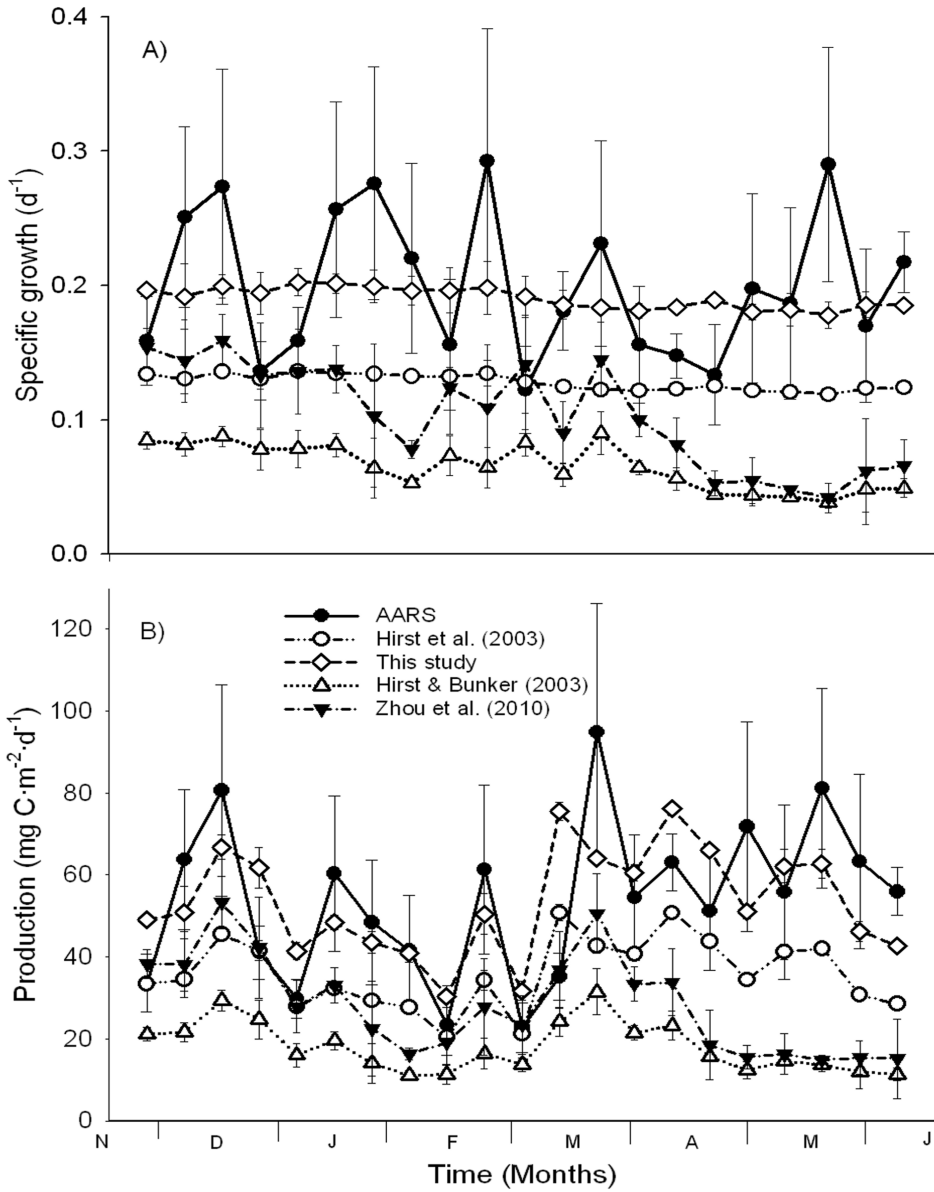 A)
0.4
0.3
0.2
0.1
0.0
Specific growth (d-1)
B)
AARS
Hirst et al. (2003)
This study
Hirst & Bunker (2003)
Zhou et al. (2010)
120
100
80
60
40
20
0
Production (mg C·m-2·d-1)
N D J F M A M J
Time (Months)